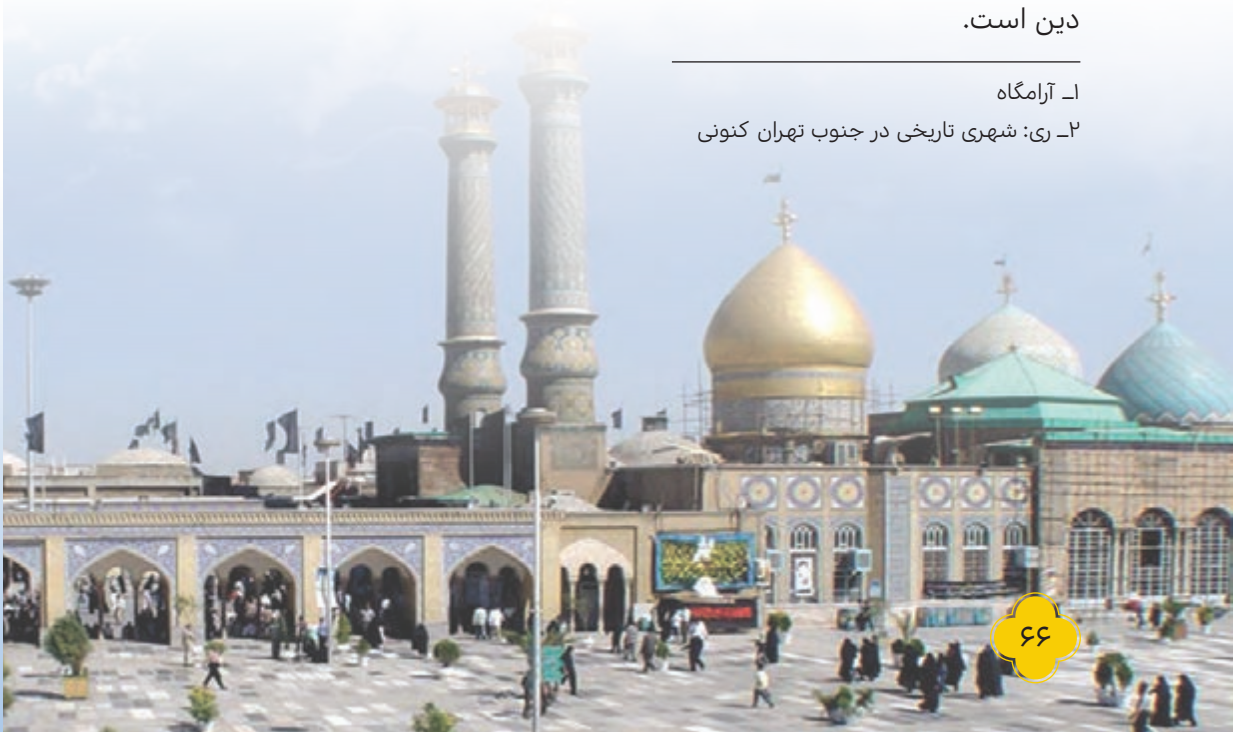 دین است.
۱ـ آرامگاه
۲ـ ری: شهری تاریخی در جنوب تهران کنونی
۶۶